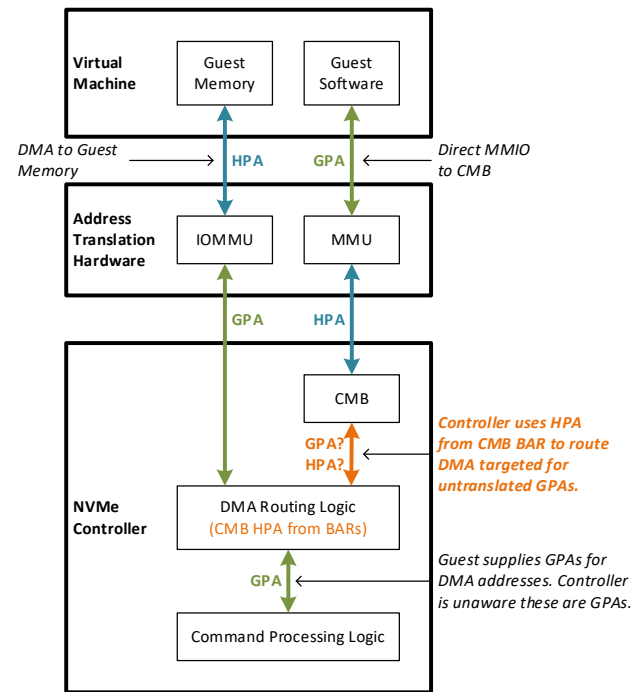 Virtual
Machine
Guest
Memory
Guest
Software
DMA to Guest
Memory
HPA
GPA
Direct MMIO
to CMB
Address
Translation
Hardware
IOMMU
MMU
GPA
HPA
CMB
GPA?
HPA?
Controller uses HPA
from CMB BAR to route
DMA targeted for
untranslated GPAs.
NVMe
Controller
DMA Routing Logic
(CMB HPA from BARs)
GPA
Guest supplies GPAs for
DMA addresses. Controller
is unaware these are GPAs.
Command Processing Logic